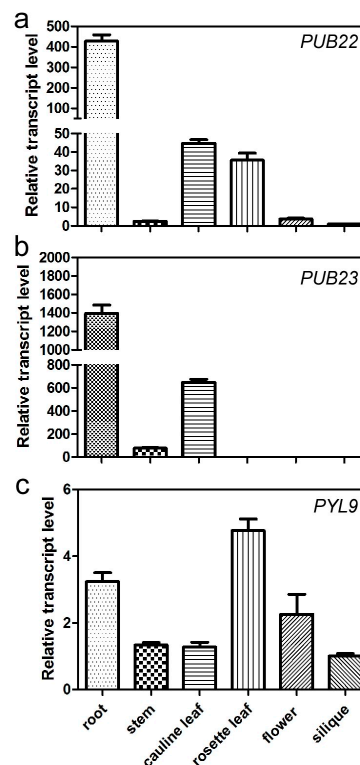 a
PUB22
Relative transcript level
500
400
300
200
100
50
40
30
20
10
0
b
PUB23
Relative transcript level
2000
1800
1600
1400
1200
1000
800
600
400
200
0
c
PYL9
Relative transcript level
6
4
2
0
root
stem
cauline leaf
rosette leaf
flower
silique